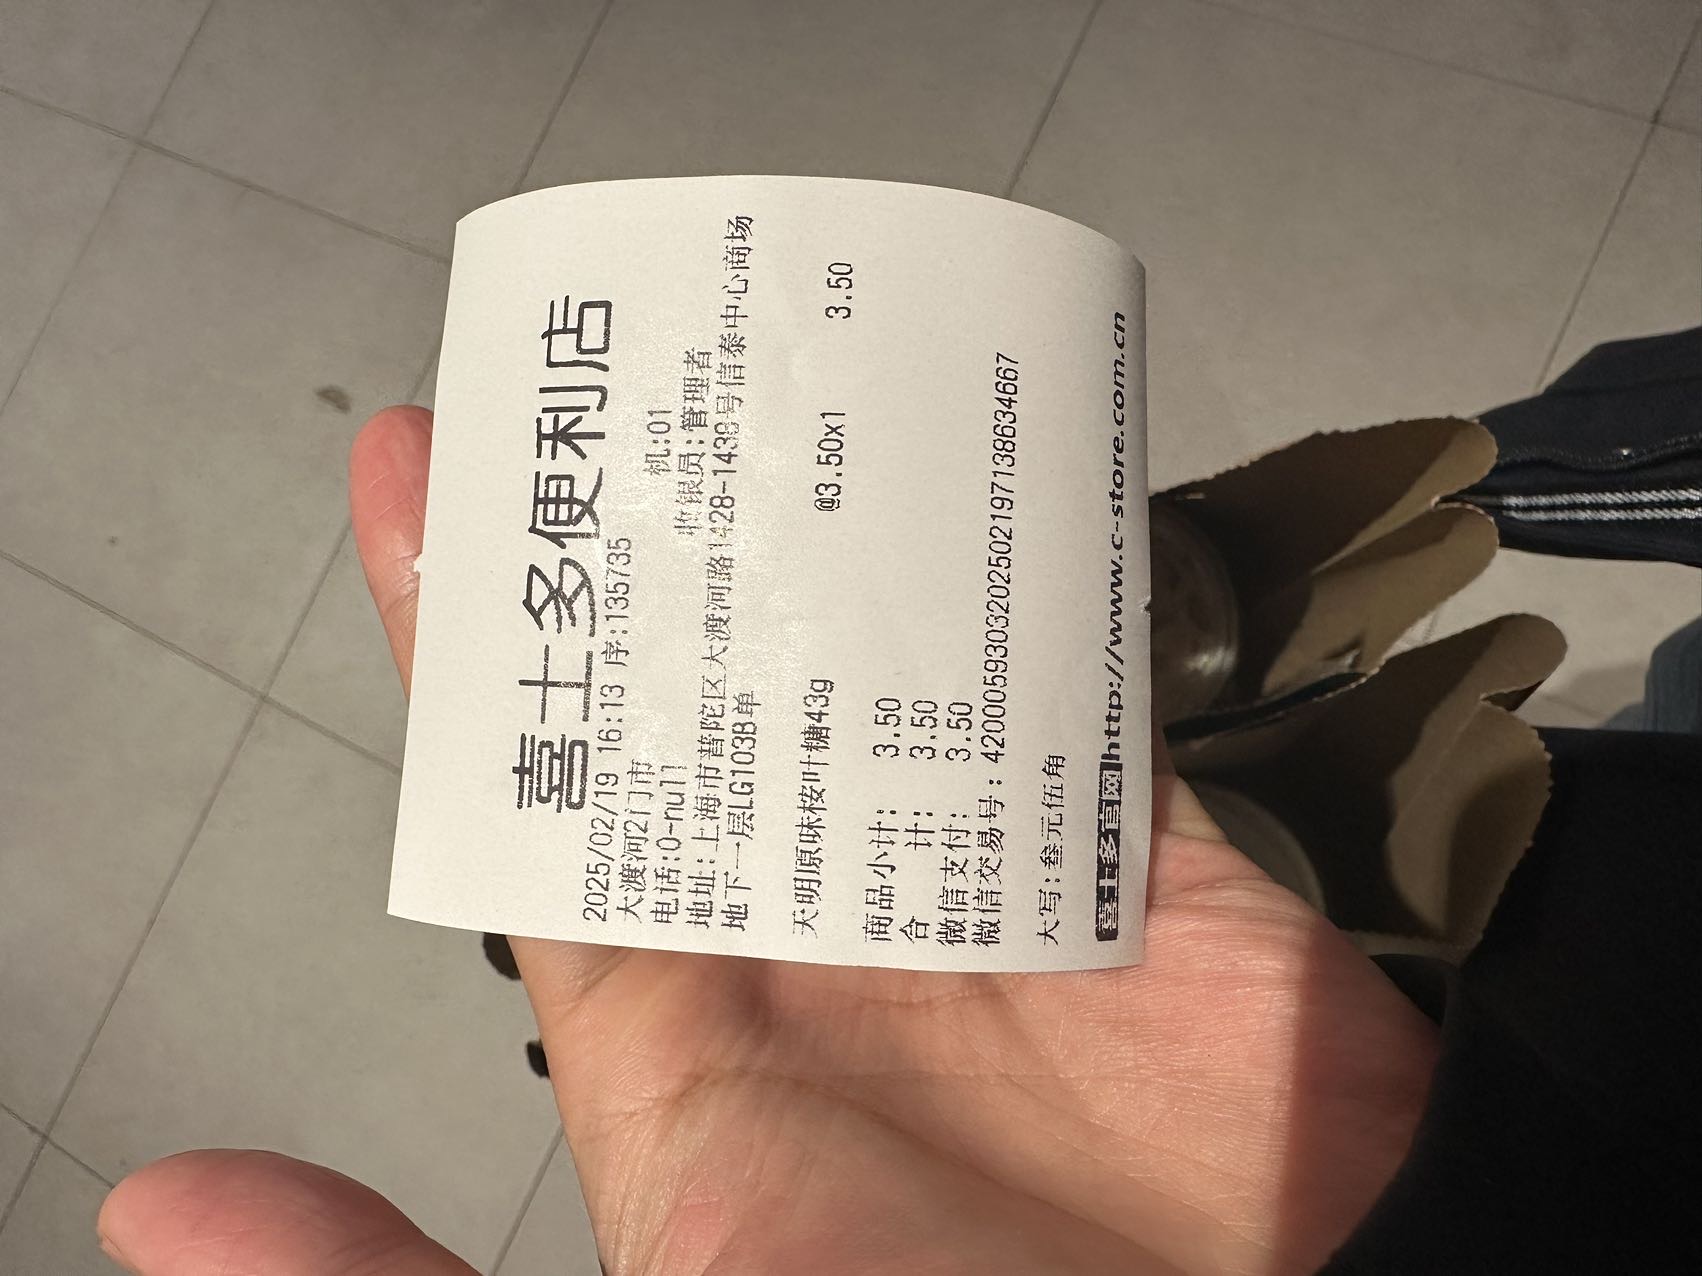 喜士多便利店
2025/02/19 16:13 序:135735
大渡河2门市 机:01
电话:0-null 收银员:管理者
地址:上海市普陀区大渡河路1428-1438号信泰中心商场
地下一层LG103B单
天明原味桉叶糖43g @3.50x1 3.50
商品小计: 3.50
合 计: 3.50
微信支付: 3.50
微信交易号: 4200005930320250219713863 4667
大写:叁元伍角
喜士多官网http://www.c-store.com.cn